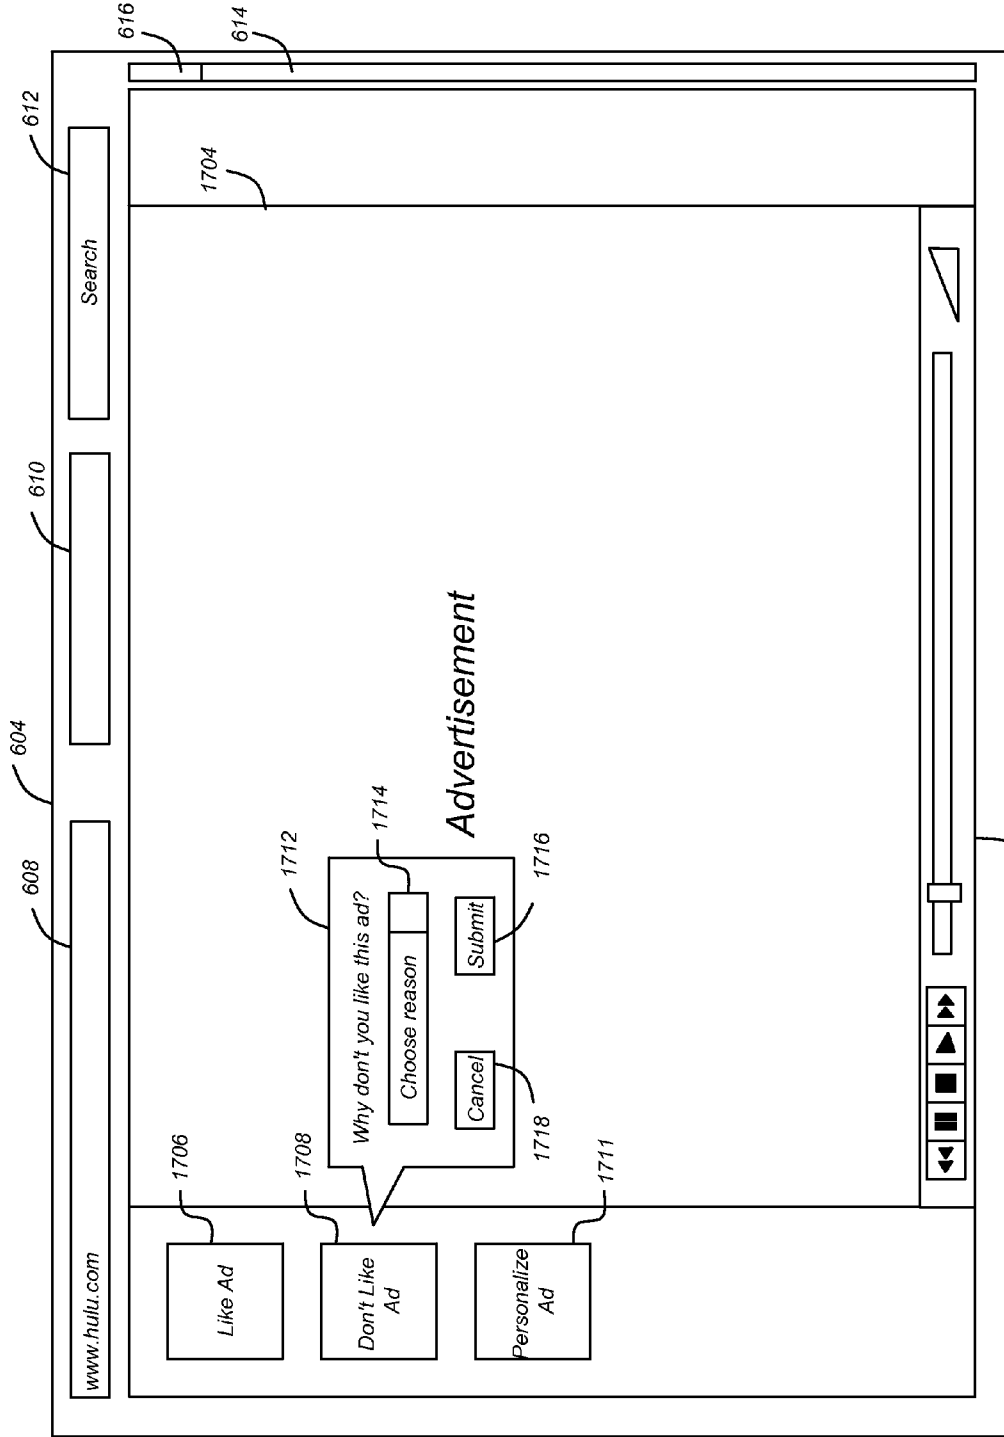 604
608
610
612
www.hulu.com
Search
616
614
1704
1706
Like Ad
1708
Don't Like
Ad
1711
Personalize
Ad
1712
Why don't you like this ad?
1714
Choose reason
Cancel
Submit
1718
1716
Advertisement